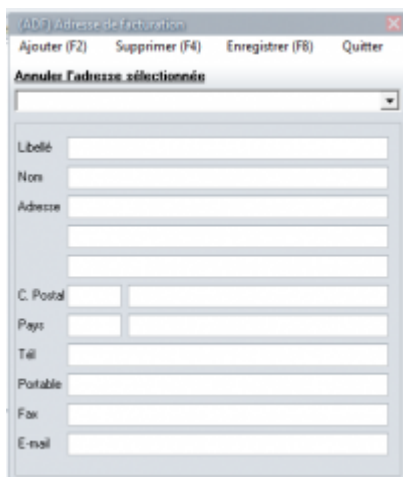 (ADF) Adresse de facturation
Ajouter (F2) Supprimer (F4) Enregistrer (F8) Quitter
Annuler l'adresse sélectionnée
Libellé
Nom
Adresse
C. Postal
Pays
Tél
Portable
Fax
E-mail